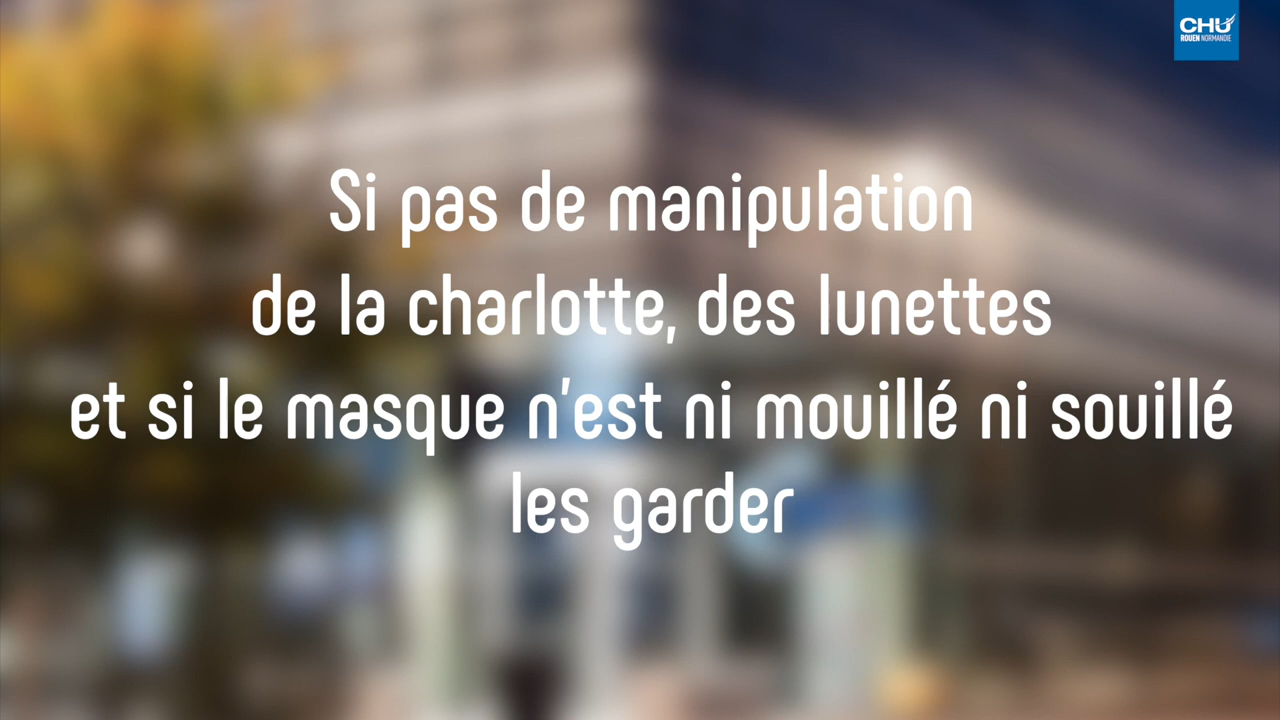 CHU
ROUEN NORMANDIE
Si pas de manipulation
de la charlotte, des lunettes
et si le masque n'est ni mouillé ni souillé
les garder